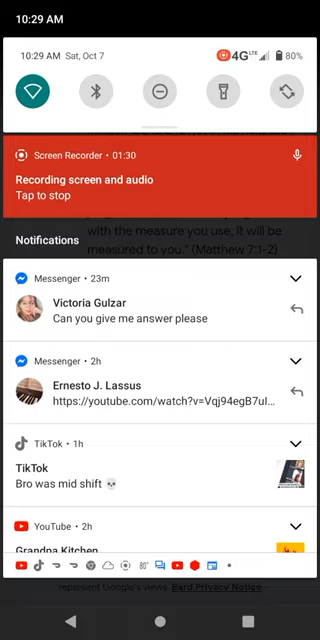 10:29 AM
10:29 AM Sat, Oct 7
4G LTE 80%
Screen Recorder • 01:30
Recording screen and audio
Tap to stop
with the measure you use, it will be
measured to you." (Matthew 7:1-2)
Notifications
Messenger • 23m
Victoria Gulzar
Can you give me answer please
Messenger • 2h
Ernesto J. Lassus
https://youtube.com/watch?v=Vqj94egB7uI...
TikTok • 1h
TikTok
Bro was mid shift 💀
YouTube • 2h
Grandpa Kitchen
80°
represent Google's views. Bard Privacy Notice